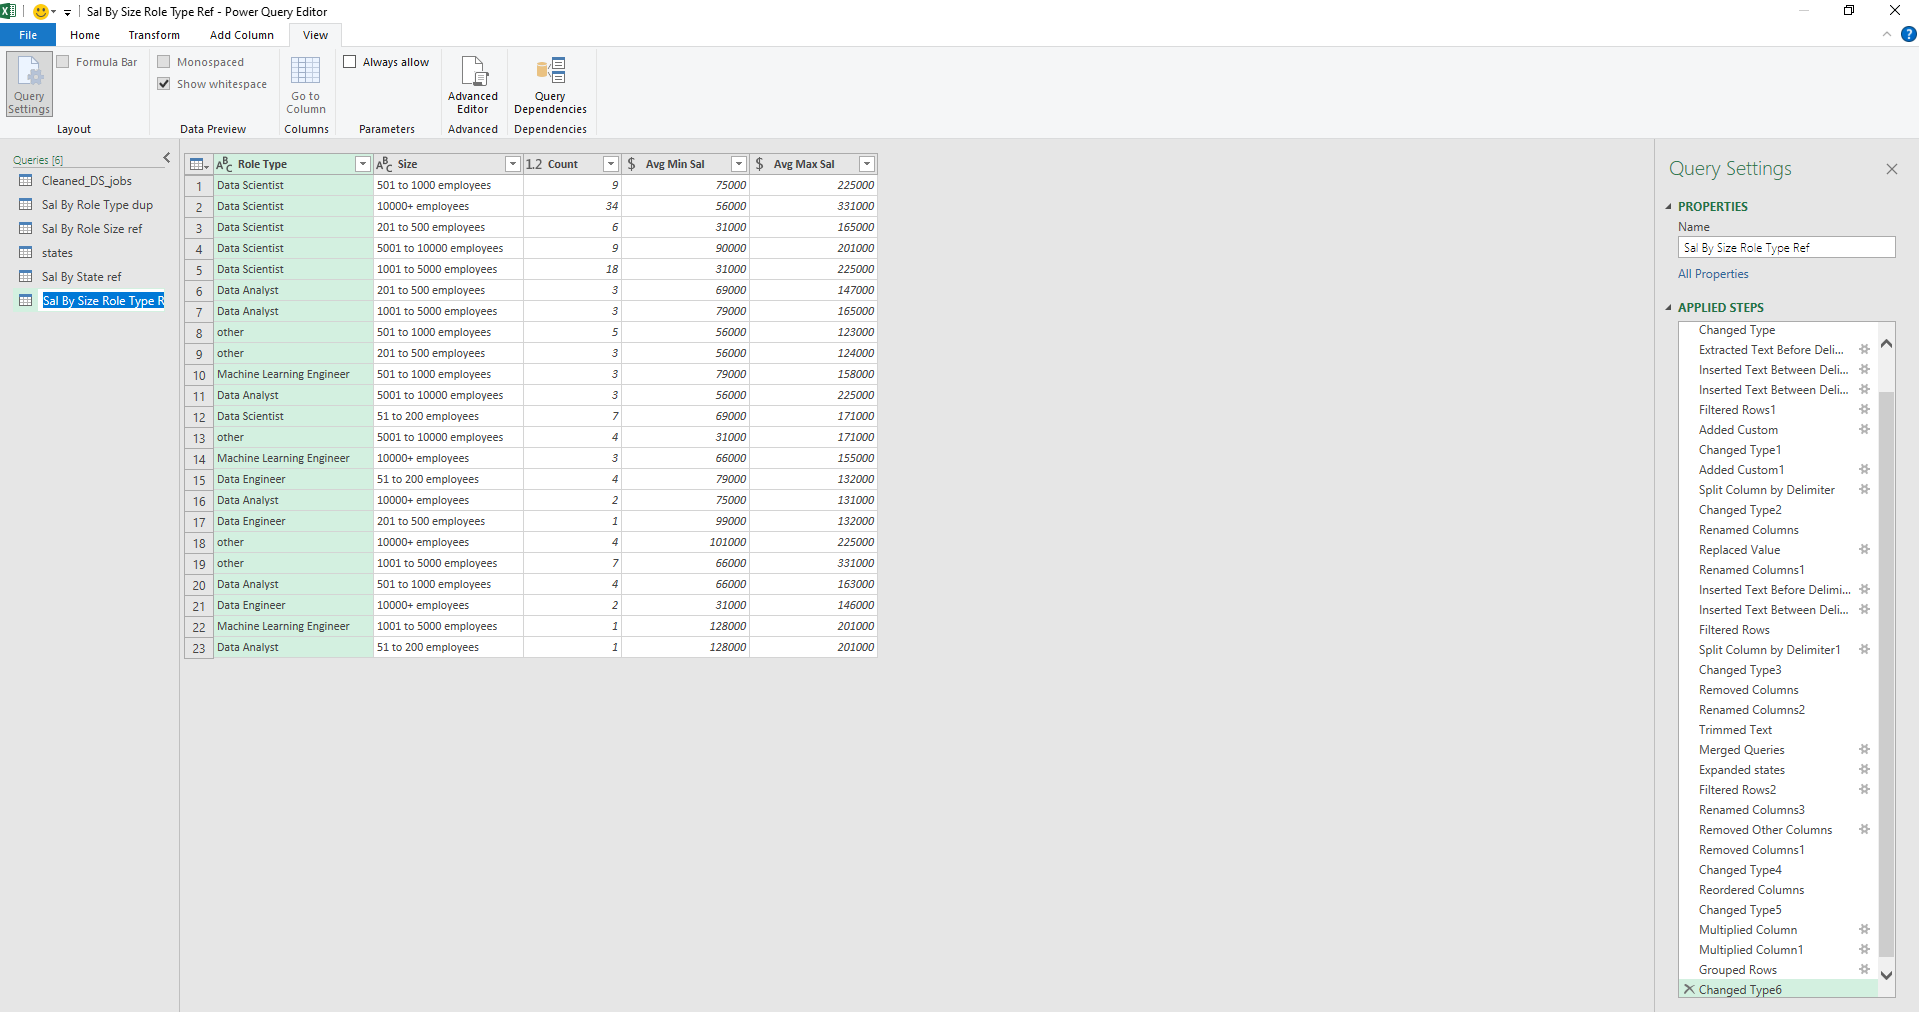 Sal By Size Role Type Ref - Power Query Editor
File Home Transform Add Column View
Query Settings
Formula Bar
Layout
Monospaced
Show whitespace
Data Preview
Go to Column
Columns
Always allow
Parameters
Advanced Editor
Advanced
Query Dependencies
Dependencies
Queries [6]
Cleaned_DS_jobs
Sal By Role Type dup
Sal By Role Size ref
states
Sal By State ref
Sal By Size Role Type R
Role Type Size 1.2 Count $ Avg Min Sal $ Avg Max Sal
1 Data Scientist 501 to 1000 employees 9 75000 225000
2 Data Scientist 10000+ employees 34 56000 331000
3 Data Scientist 201 to 500 employees 6 31000 165000
4 Data Scientist 5001 to 10000 employees 9 90000 201000
5 Data Scientist 1001 to 5000 employees 18 31000 225000
6 Data Analyst 201 to 500 employees 3 69000 147000
7 Data Analyst 1001 to 5000 employees 3 79000 165000
8 other 501 to 1000 employees 5 56000 123000
9 other 201 to 500 employees 3 56000 124000
10 Machine Learning Engineer 501 to 1000 employees 3 79000 158000
11 Data Analyst 5001 to 10000 employees 3 56000 225000
12 Data Scientist 51 to 200 employees 7 69000 171000
13 other 5001 to 10000 employees 4 31000 171000
14 Machine Learning Engineer 10000+ employees 3 66000 155000
15 Data Engineer 51 to 200 employees 4 79000 132000
16 Data Analyst 10000+ employees 2 75000 131000
17 Data Engineer 201 to 500 employees 1 99000 132000
18 other 10000+ employees 4 101000 225000
19 other 1001 to 5000 employees 7 66000 331000
20 Data Analyst 501 to 1000 employees 4 66000 163000
21 Data Engineer 10000+ employees 2 31000 146000
22 Machine Learning Engineer 1001 to 5000 employees 1 128000 201000
23 Data Analyst 51 to 200 employees 1 128000 201000
Query Settings
PROPERTIES
Name
Sal By Size Role Type Ref
All Properties
APPLIED STEPS
Changed Type
Extracted Text Before Deli...
Inserted Text Between Deli...
Inserted Text Between Deli...
Filtered Rows1
Added Custom
Changed Type1
Added Custom1
Split Column by Delimiter
Changed Type2
Renamed Columns
Replaced Value
Renamed Columns1
Inserted Text Before Delimi...
Inserted Text Between Deli...
Filtered Rows
Split Column by Delimiter1
Changed Type3
Removed Columns
Renamed Columns2
Trimmed Text
Merged Queries
Expanded states
Filtered Rows2
Renamed Columns3
Removed Other Columns
Removed Columns1
Changed Type4
Reordered Columns
Changed Type5
Multiplied Column
Multiplied Column1
Grouped Rows
Changed Type6